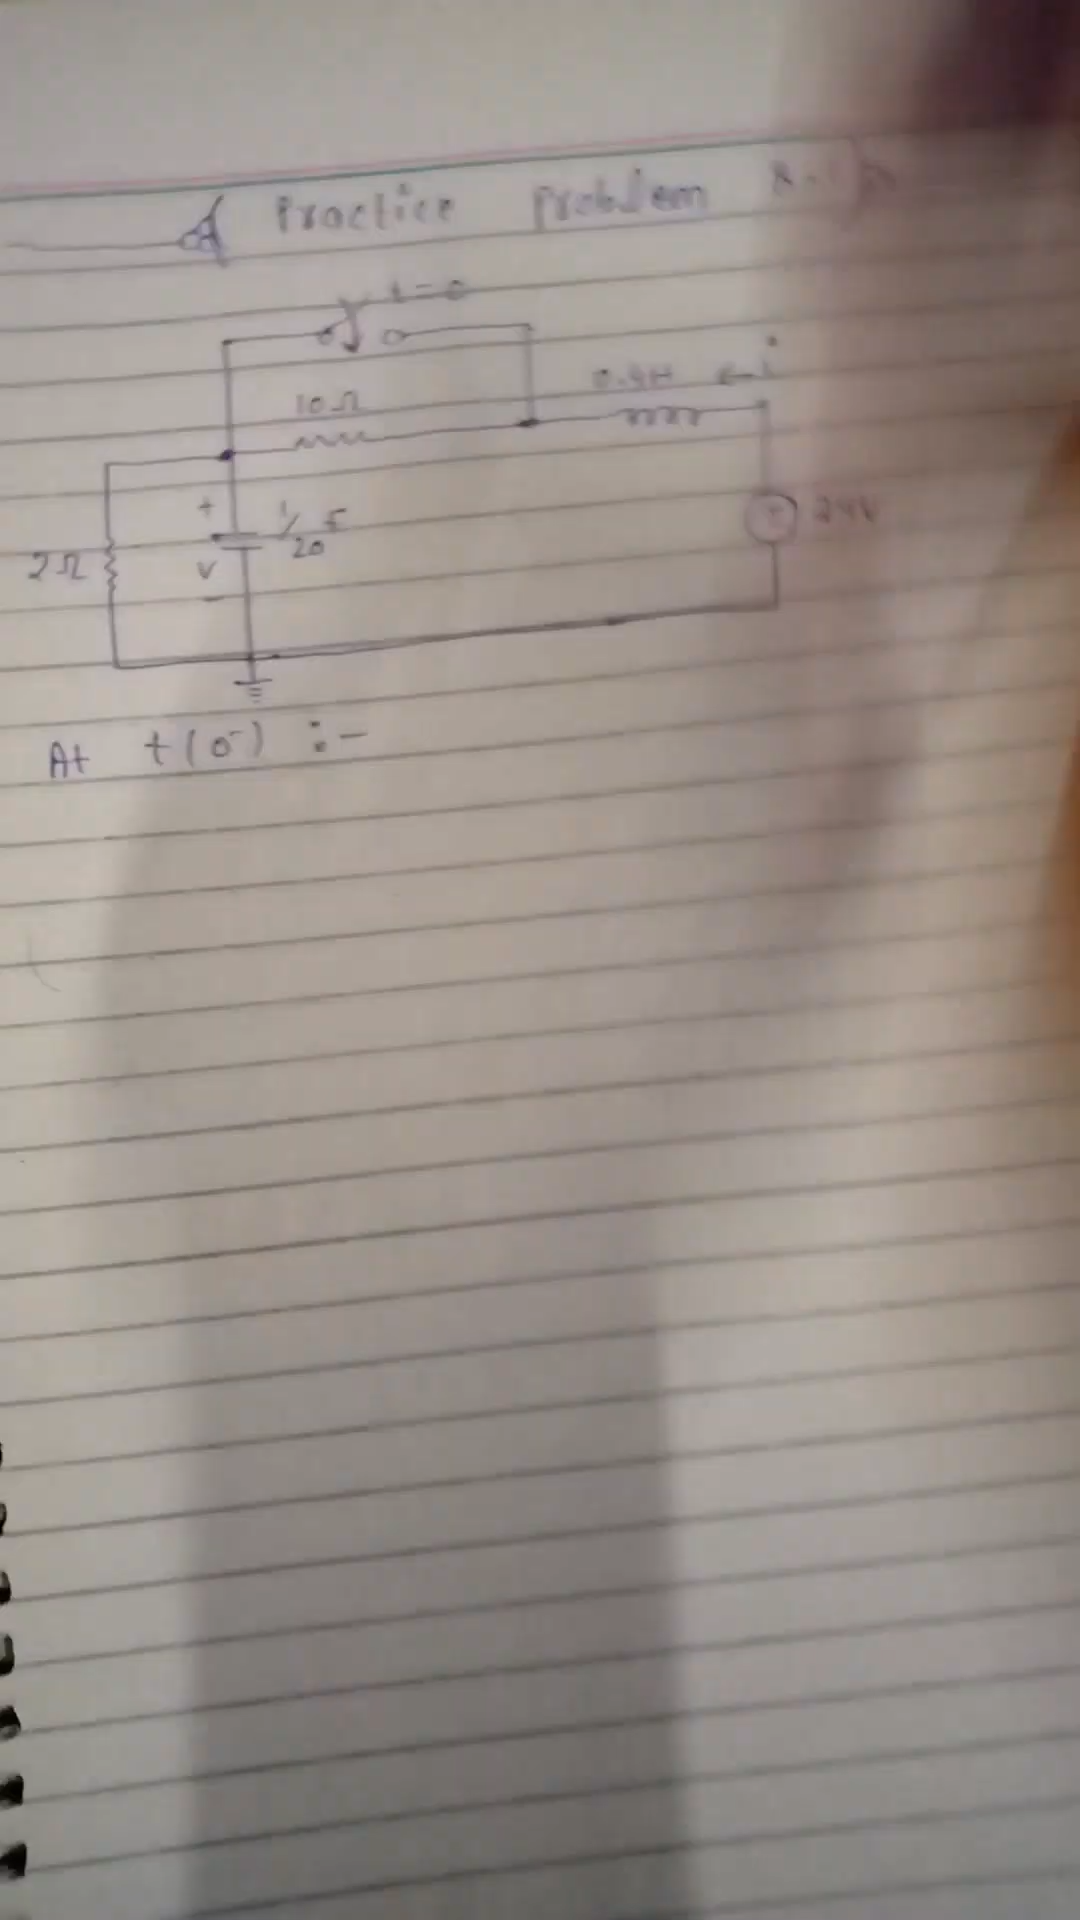 Practice Problem
t=0
10Ω
0.4H ←i
+
1/20 F
24V
2Ω
V
-
At t(0⁻) :-